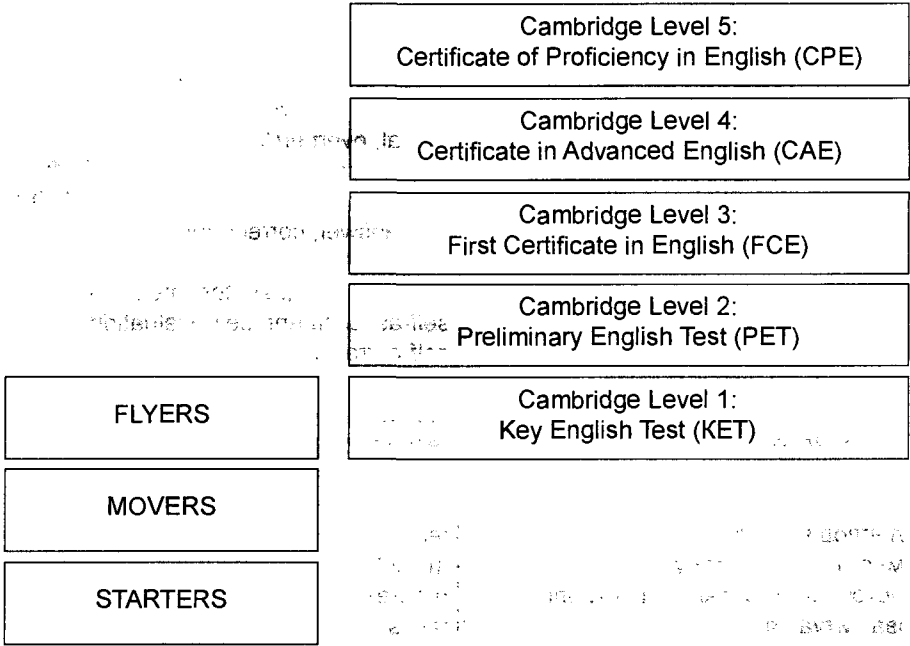 Cambridge Level 5:
Certificate of Proficiency in English (CPE)
Cambridge Level 4:
Certificate in Advanced English (CAE)
Cambridge Level 3:
First Certificate in English (FCE)
Cambridge Level 2:
Preliminary English Test (PET)
Cambridge Level 1:
Key English Test (KET)
FLYERS
MOVERS
STARTERS